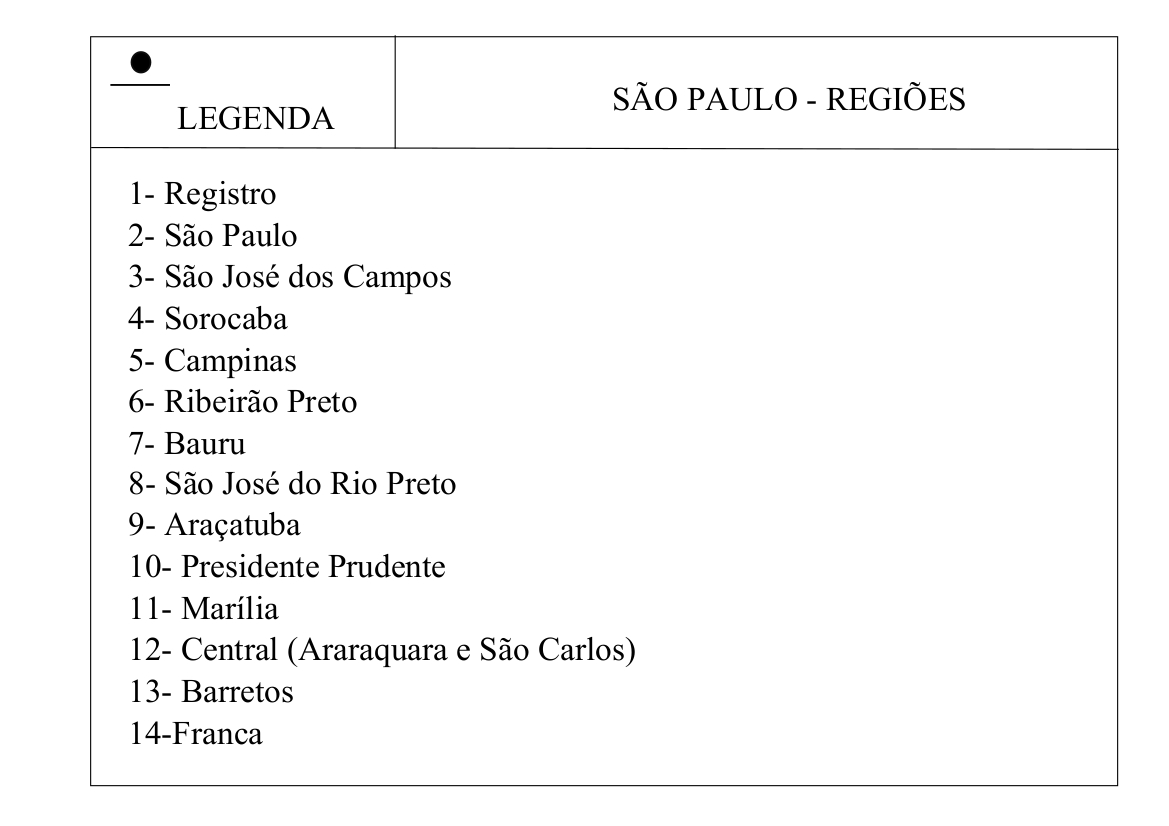 LEGENDA
SÃO PAULO - REGIÕES
1- Registro
2- São Paulo
3- São José dos Campos
4- Sorocaba
5- Campinas
6- Ribeirão Preto
7- Bauru
8- São José do Rio Preto
9- Araçatuba
10- Presidente Prudente
11- Marília
12- Central (Araraquara e São Carlos)
13- Barretos
14-Franca